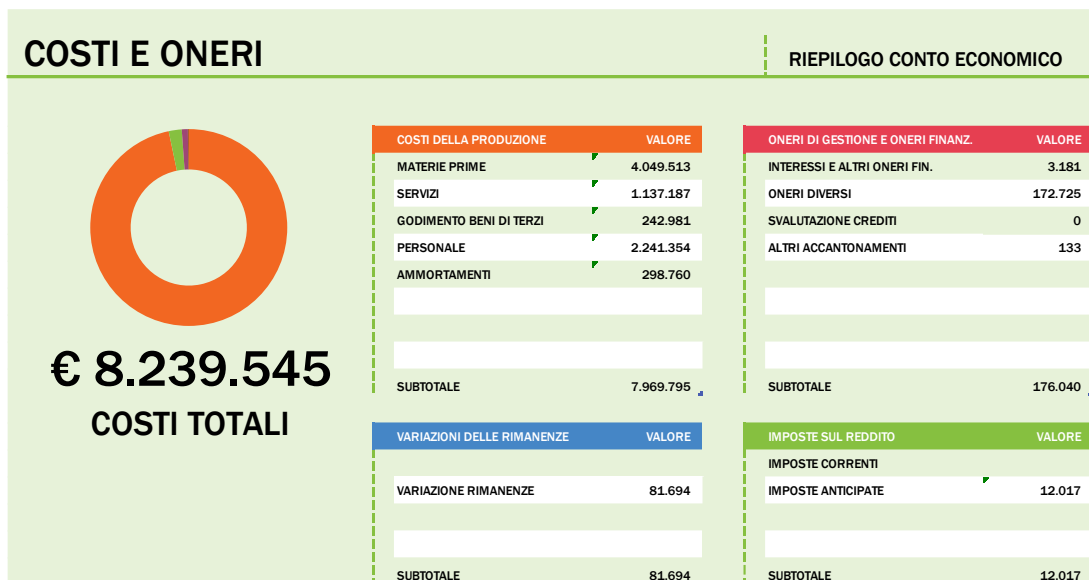 COSTI E ONERI
RIEPILOGO CONTO ECONOMICO
€ 8.239.545
COSTI TOTALI
COSTI DELLA PRODUZIONE VALORE
MATERIE PRIME 4.049.513
SERVIZI 1.137.187
GODIMENTO BENI DI TERZI 242.981
PERSONALE 2.241.354
AMMORTAMENTI 298.760
SUBTOTALE 7.969.795
ONERI DI GESTIONE E ONERI FINANZ. VALORE
INTERESSI E ALTRI ONERI FIN. 3.181
ONERI DIVERSI 172.725
SVALUTAZIONE CREDITI 0
ALTRI ACCANTONAMENTI 133
SUBTOTALE 176.040
VARIAZIONI DELLE RIMANENZE VALORE
VARIAZIONE RIMANENZE 81.694
SUBTOTALE 81.694
IMPOSTE SUL REDDITO VALORE
IMPOSTE CORRENTI
IMPOSTE ANTICIPATE 12.017
SUBTOTALE 12.017